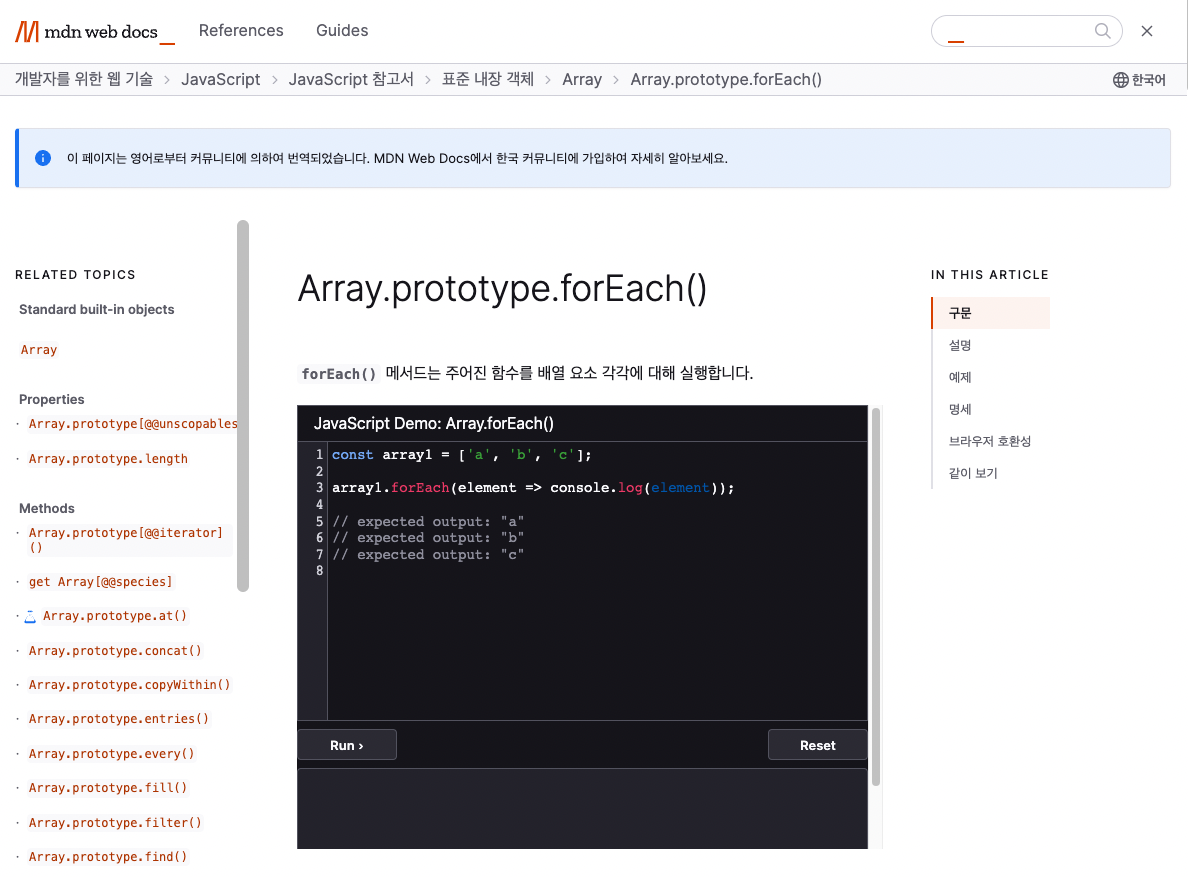 mdn web docs
References
Guides
개발자를 위한 웹 기술
JavaScript
JavaScript 참고서
표준 내장 객체
Array
Array.prototype.forEach()
한국어
이 페이지는 영어로부터 커뮤니티에 의하여 번역되었습니다. MDN Web Docs에서 한국 커뮤니티에 가입하여 자세히 알아보세요.
RELATED TOPICS
Standard built-in objects
Array
Properties
Array.prototype[@@unscopables
Array.prototype.length
Methods
Array.prototype[@@iterator]
()
get Array[@@species]
Array.prototype.at()
Array.prototype.concat()
Array.prototype.copyWithin()
Array.prototype.entries()
Array.prototype.every()
Array.prototype.fill()
Array.prototype.filter()
Array.prototype.find()
Array.prototype.forEach()
forEach() 메서드는 주어진 함수를 배열 요소 각각에 대해 실행합니다.
JavaScript Demo: Array.forEach()
1 const array1 = ['a', 'b', 'c'];
2
3 array1.forEach(element => console.log(element));
4
5 // expected output: "a"
6 // expected output: "b"
7 // expected output: "c"
8
Run ›
Reset
IN THIS ARTICLE
구문
설명
예제
명세
브라우저 호환성
같이 보기